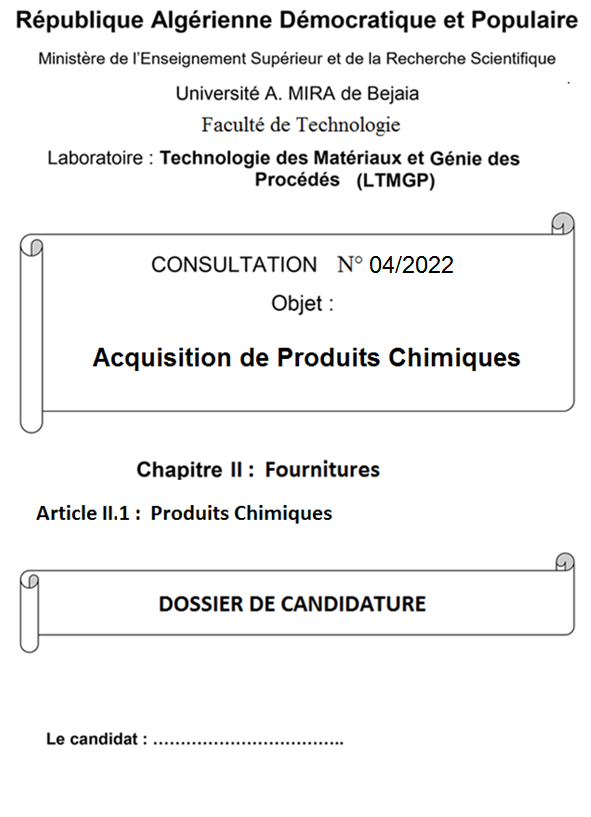 République Algérienne Démocratique et Populaire
Ministère de l'Enseignement Supérieur et de la Recherche Scientifique
Université A. MIRA de Bejaia
Faculté de Technologie
Laboratoire : Technologie des Matériaux et Génie des
Procédés (LTMGP)
CONSULTATION N° 04/2022
Objet :
Acquisition de Produits Chimiques
Chapitre II : Fournitures
Article II.1 : Produits Chimiques
DOSSIER DE CANDIDATURE
Le candidat : ……………………………..